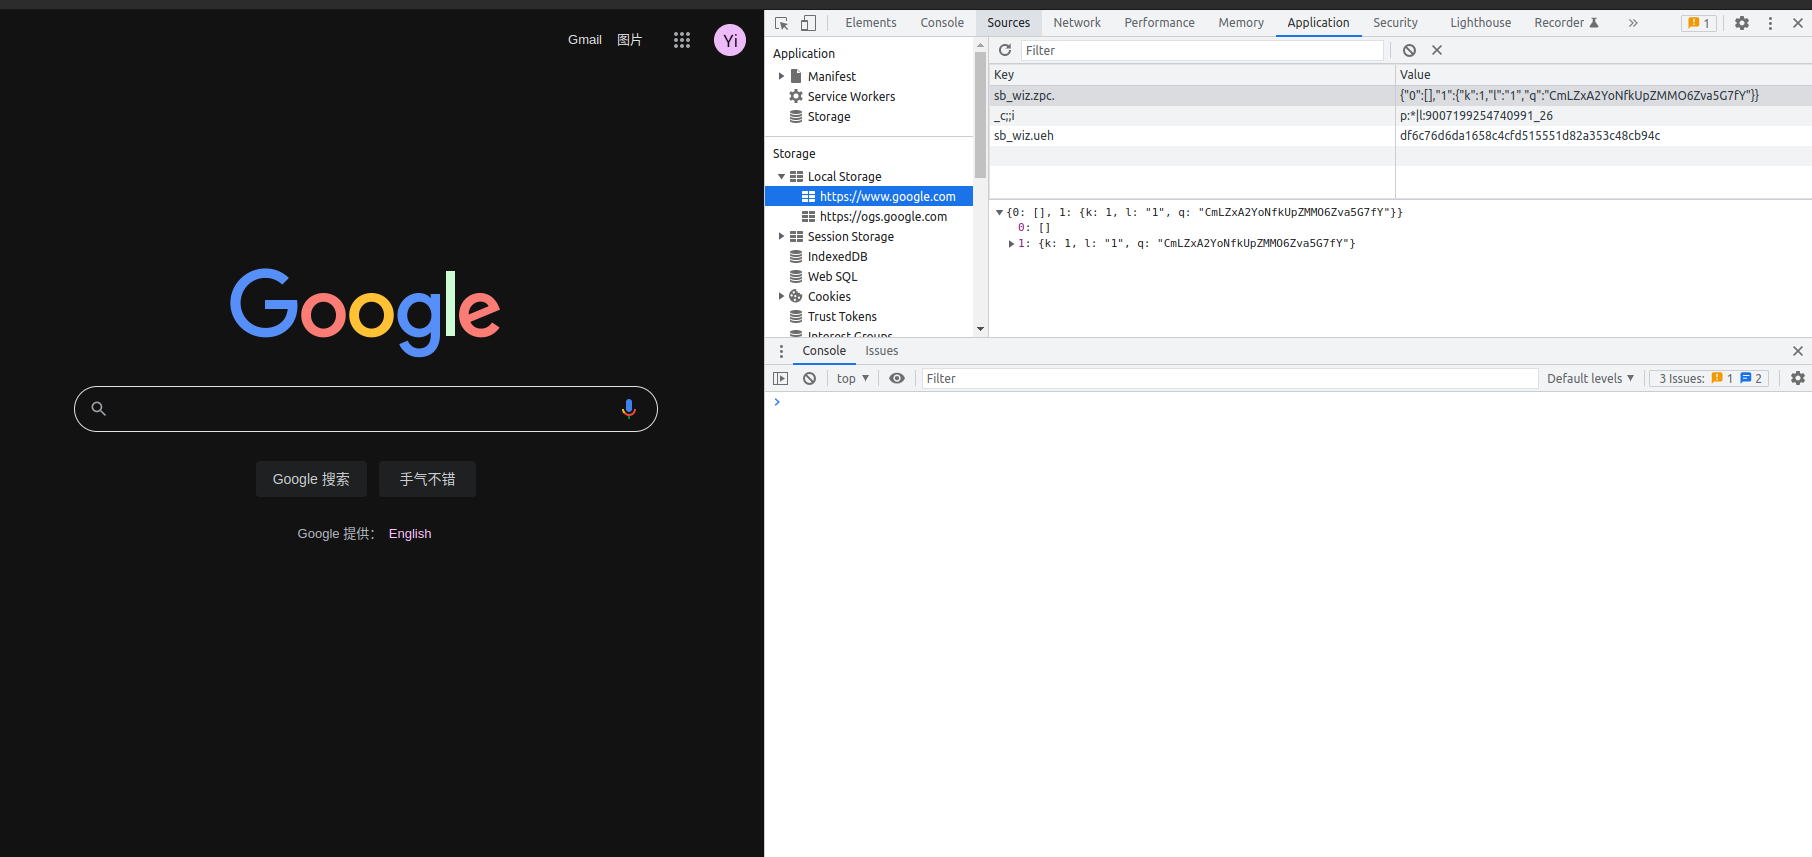 Gmail 图片 Yi
Google
Google 搜索 手气不错
Google 提供： English
Elements Console Sources Network Performance Memory Application Security Lighthouse Recorder 1
Application
Manifest
Service Workers
Storage
Storage
Local Storage
https://www.google.com
https://ogs.google.com
Session Storage
IndexedDB
Web SQL
Cookies
Trust Tokens
Interest Groups
Filter
Key Value
sb_wiz.zpc. {"0":[],"1":{"k":1,"l":"1","q":"CmLZxA2YoNfkUpZMMO6Zva5G7fY"}}
_c;;i p:*|l:9007199254740991_26
sb_wiz.ueh df6c76d6da1658c4cfd515551d82a353c48cb94c
{0: [], 1: {k: 1, l: "1", q: "CmLZxA2YoNfkUpZMMO6Zva5G7fY"}}
0: []
1: {k: 1, l: "1", q: "CmLZxA2YoNfkUpZMMO6Zva5G7fY"}
Console Issues
top Filter Default levels 3 Issues: 1 2